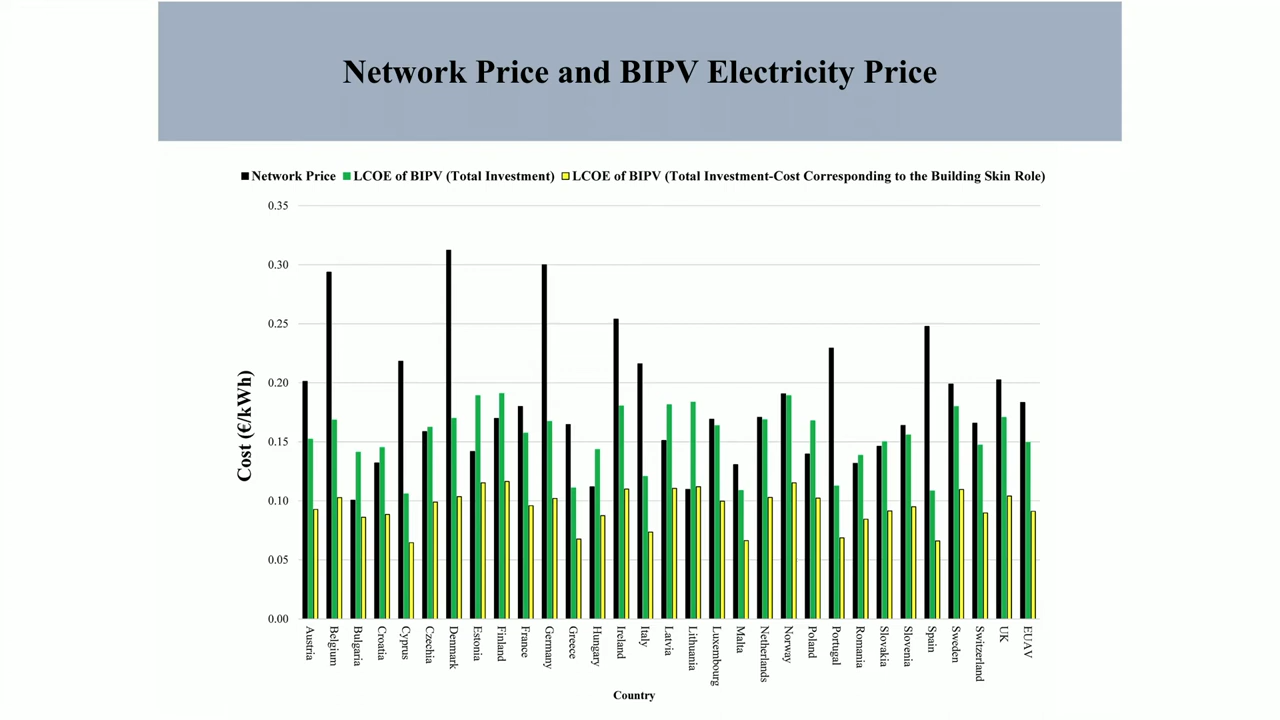 Network Price and BIPV Electricity Price
Network Price LCOE of BIPV (Total Investment) LCOE of BIPV (Total Investment-Cost Corresponding to the Building Skin Role)
0.35
0.30
0.25
0.20
0.15
0.10
0.05
0.00
Cost (€/kWh)
Austria
Belgium
Bulgaria
Croatia
Cyprus
Czechia
Denmark
Estonia
Finland
France
Germany
Greece
Hungary
Ireland
Italy
Latvia
Lithuania
Luxembourg
Malta
Netherlands
Norway
Poland
Portugal
Romania
Slovakia
Slovenia
Spain
Sweden
Switzerland
UK
EUAV
Country